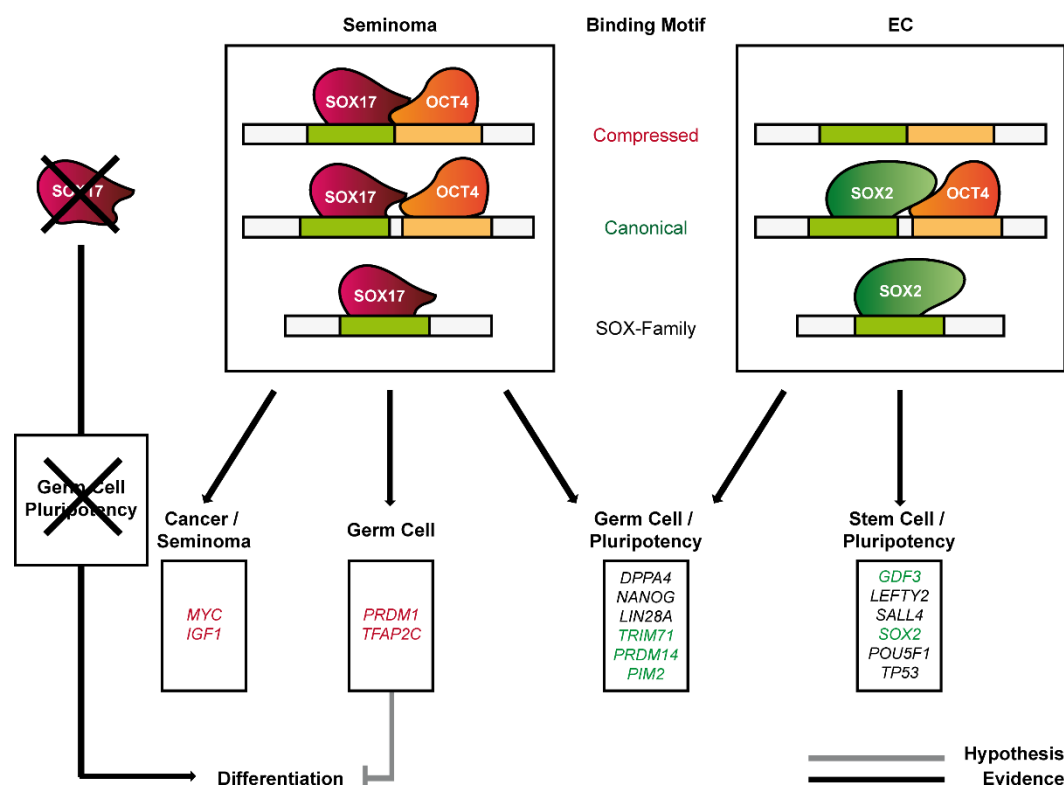 Seminoma
Binding Motif
EC
SOX17
OCT4
Compressed
SOX17
SOX17
OCT4
Canonical
SOX2
OCT4
SOX17
SOX-Family
SOX2
Germ Cell
Pluripotency
Cancer /
Seminoma
Germ Cell
Germ Cell /
Pluripotency
Stem Cell /
Pluripotency
MYC
IGF1
PRDM1
TFAP2C
DPPA4
NANOG
LIN28A
TRIM71
PRDM14
PIM2
GDF3
LEFTY2
SALL4
SOX2
POU5F1
TP53
Differentiation
Hypothesis
Evidence